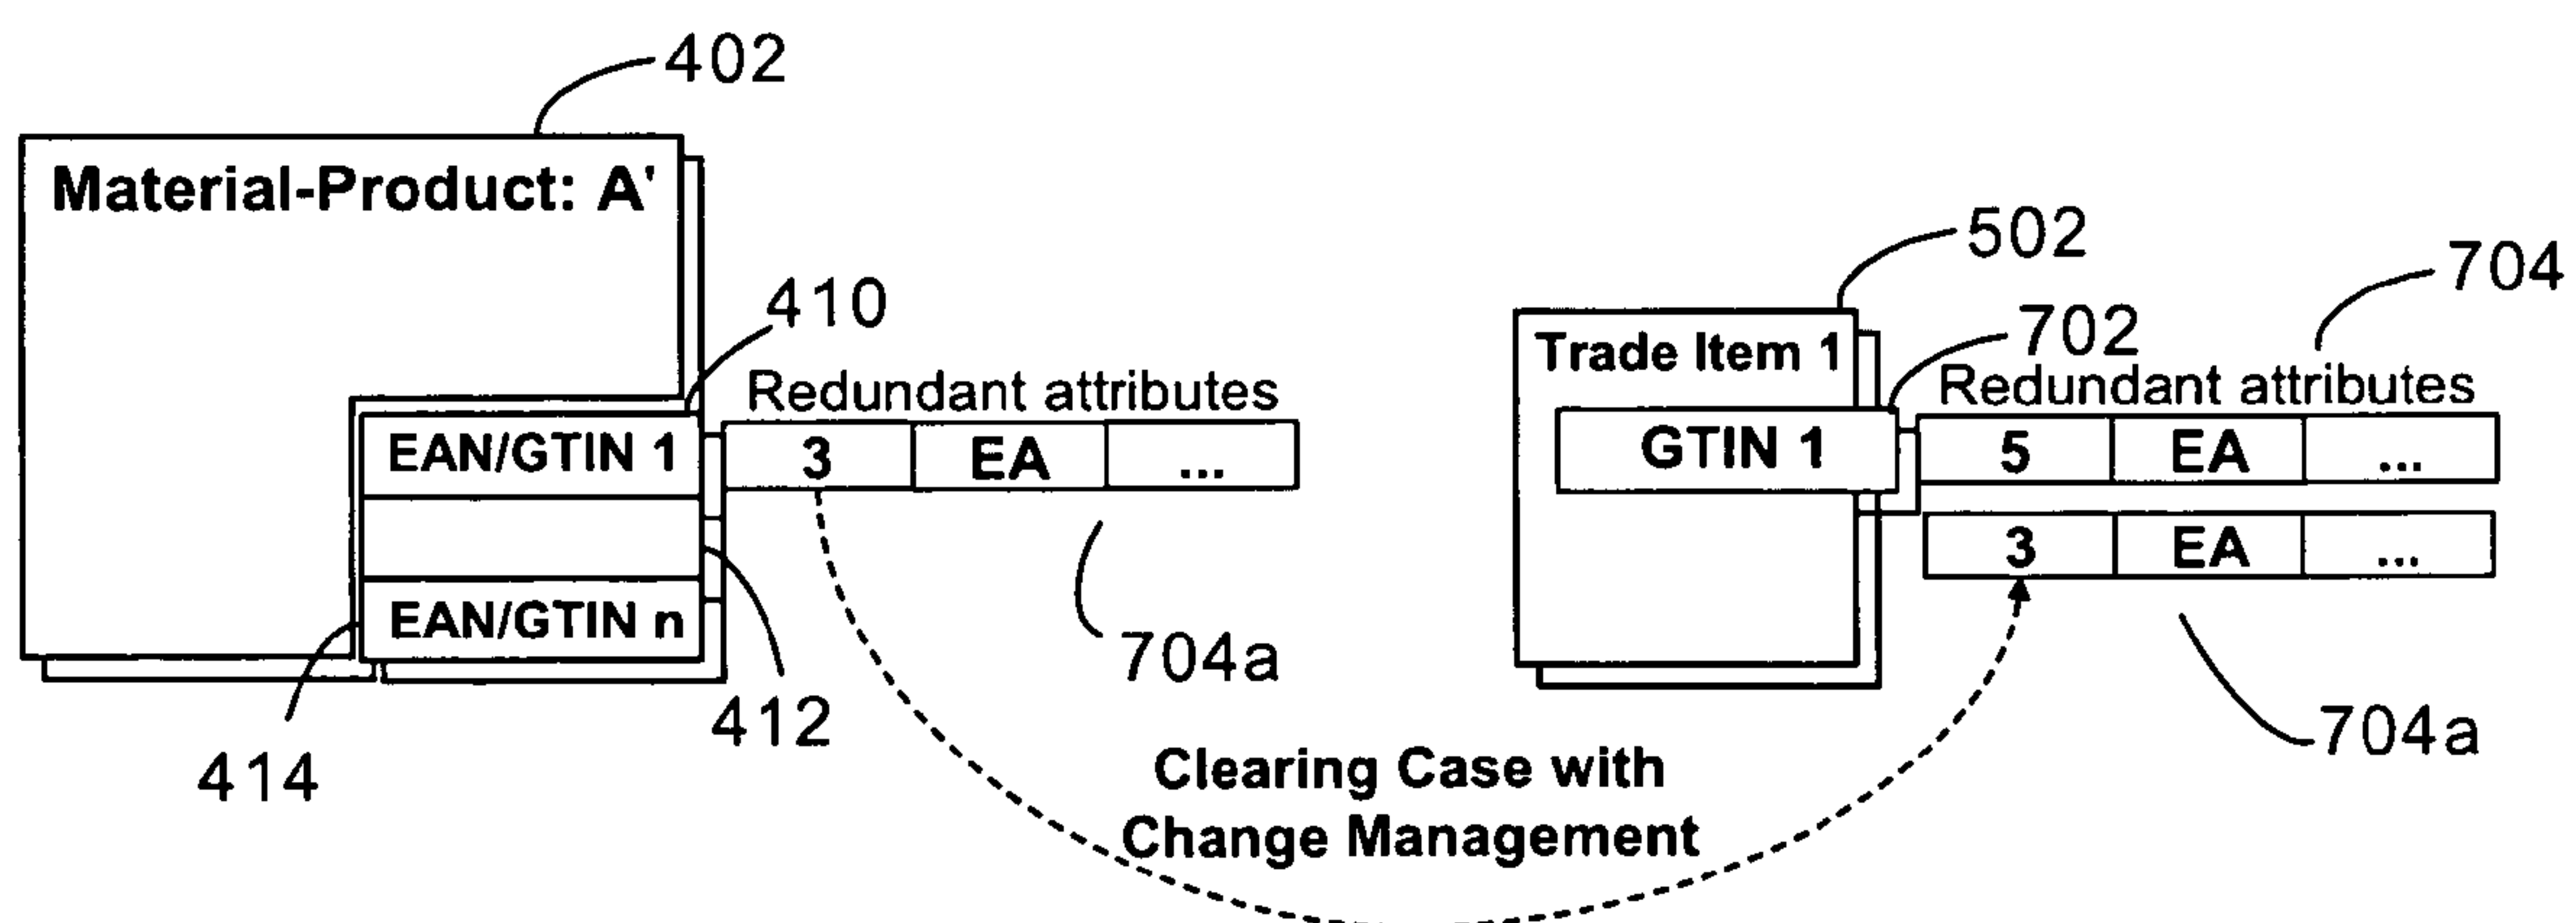 402
Material-Product: A'
410
Redundant attributes
EAN/GTIN 1
3 EA ...
EAN/GTIN n
704a
412
414
502
704
702
Trade Item 1
Redundant attributes
GTIN 1
5 EA ...
3 EA ...
704a
Clearing Case with
Change Management